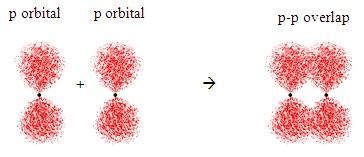 p orbital
p orbital
p-p overlap
+
→